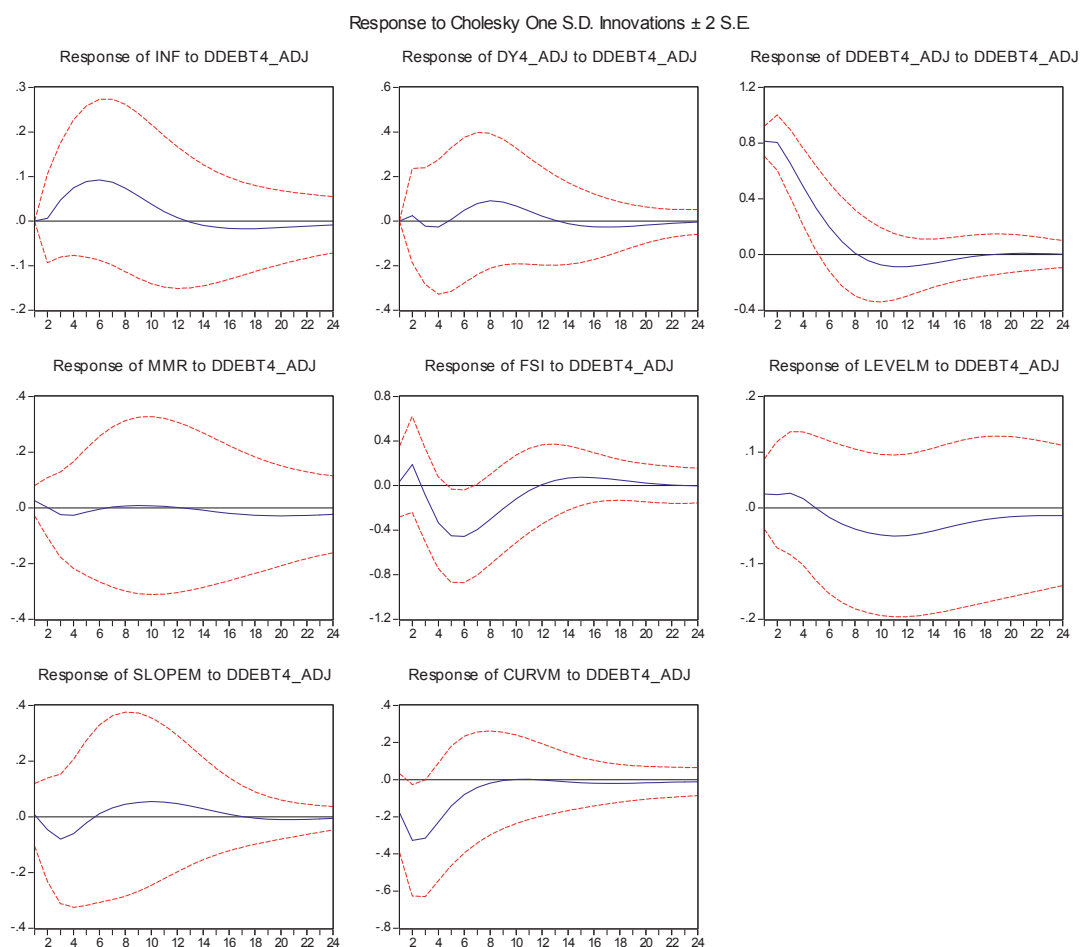 Response to Cholesky One S.D. Innovations ± 2 S.E.
Response of INF to DDEBT4_ADJ
.3
.2
.1
.0
-.1
-.2
2 4 6 8 10 12 14 16 18 20 22 24
Response of DY4_ADJ to DDEBT4_ADJ
.6
.4
.2
.0
-.2
-.4
2 4 6 8 10 12 14 16 18 20 22 24
Response of DDEBT4_ADJ to DDEBT4_ADJ
1.2
0.8
0.4
0.0
-0.4
2 4 6 8 10 12 14 16 18 20 22 24
Response of MMR to DDEBT4_ADJ
.4
.2
.0
-.2
-.4
2 4 6 8 10 12 14 16 18 20 22 24
Response of FSI to DDEBT4_ADJ
0.8
0.4
0.0
-0.4
-0.8
-1.2
2 4 6 8 10 12 14 16 18 20 22 24
Response of LEVELM to DDEBT4_ADJ
.2
.1
.0
-.1
-.2
2 4 6 8 10 12 14 16 18 20 22 24
Response of SLOPEM to DDEBT4_ADJ
.4
.2
.0
-.2
-.4
2 4 6 8 10 12 14 16 18 20 22 24
Response of CURVM to DDEBT4_ADJ
.4
.2
.0
-.2
-.4
-.6
-.8
2 4 6 8 10 12 14 16 18 20 22 24